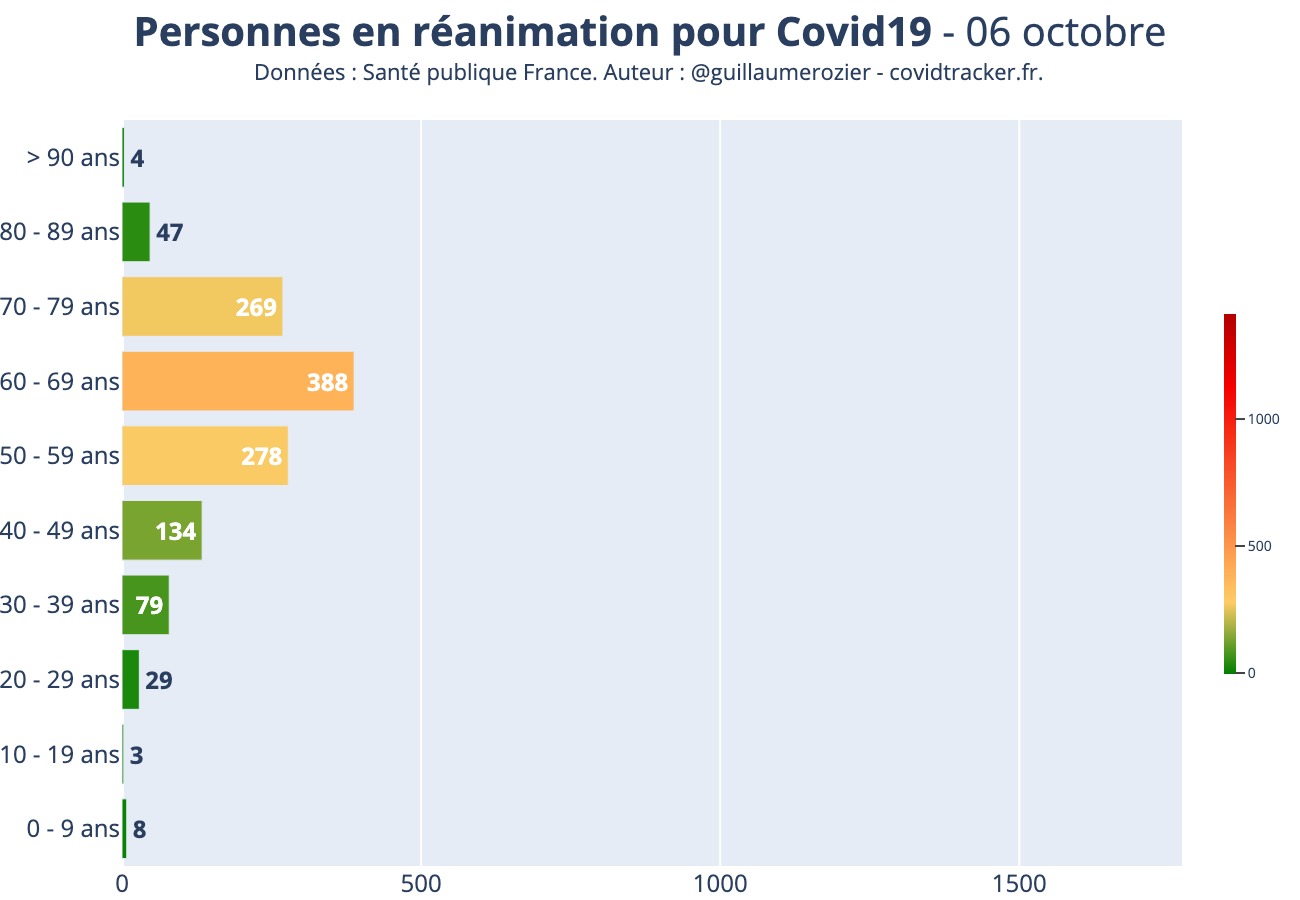 Personnes en réanimation pour Covid19 - 06 octobre
Données : Santé publique France. Auteur : @guillaumerozier - covidtracker.fr.
> 90 ans 4
80 - 89 ans 47
70 - 79 ans 269
60 - 69 ans 388
50 - 59 ans 278
40 - 49 ans 134
30 - 39 ans 79
20 - 29 ans 29
10 - 19 ans 3
0 - 9 ans 8
0 500 1000 1500
1000
500
0